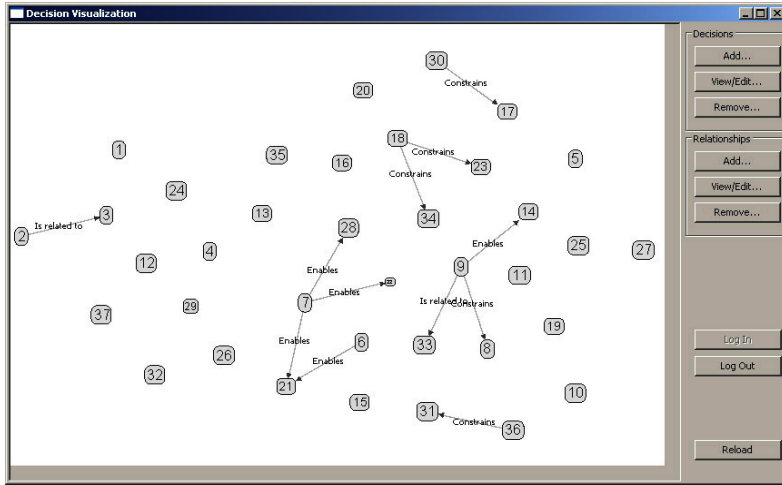 Decision Visualization
Decisions
Add...
View/Edit...
Remove...
Relationships
Add...
View/Edit...
Remove...
Log In
Log Out
Reload
30
Constrains
20
17
18
1
35
Constrains
16
23
5
Constrains
24
3
13
34
14
Is related to
2
28
Enables
25
4
27
12
Enables
9
11
22
Enables
7
29
Is related to
Constrains
37
19
Enables
6
33
8
26
Enables
32
21
10
15
31
Constrains
36